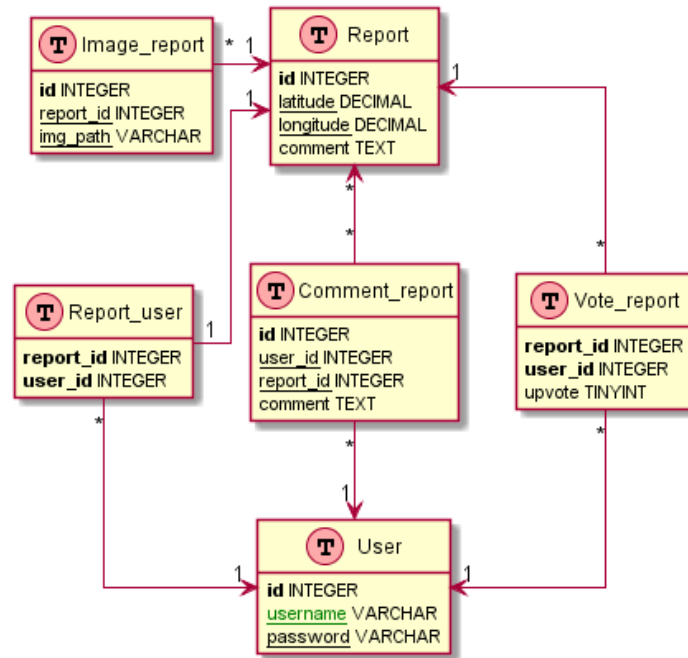 T Image_report
id INTEGER
report_id INTEGER
img_path VARCHAR
* 1
T Report
id INTEGER
latitude DECIMAL
longitude DECIMAL
comment TEXT
1
1
*
*
*
T Report_user
report_id INTEGER
user_id INTEGER
1
T Comment_report
id INTEGER
user_id INTEGER
report_id INTEGER
comment TEXT
T Vote_report
report_id INTEGER
user_id INTEGER
upvote TINYINT
*
*
*
1
1
1
T User
id INTEGER
username VARCHAR
password VARCHAR